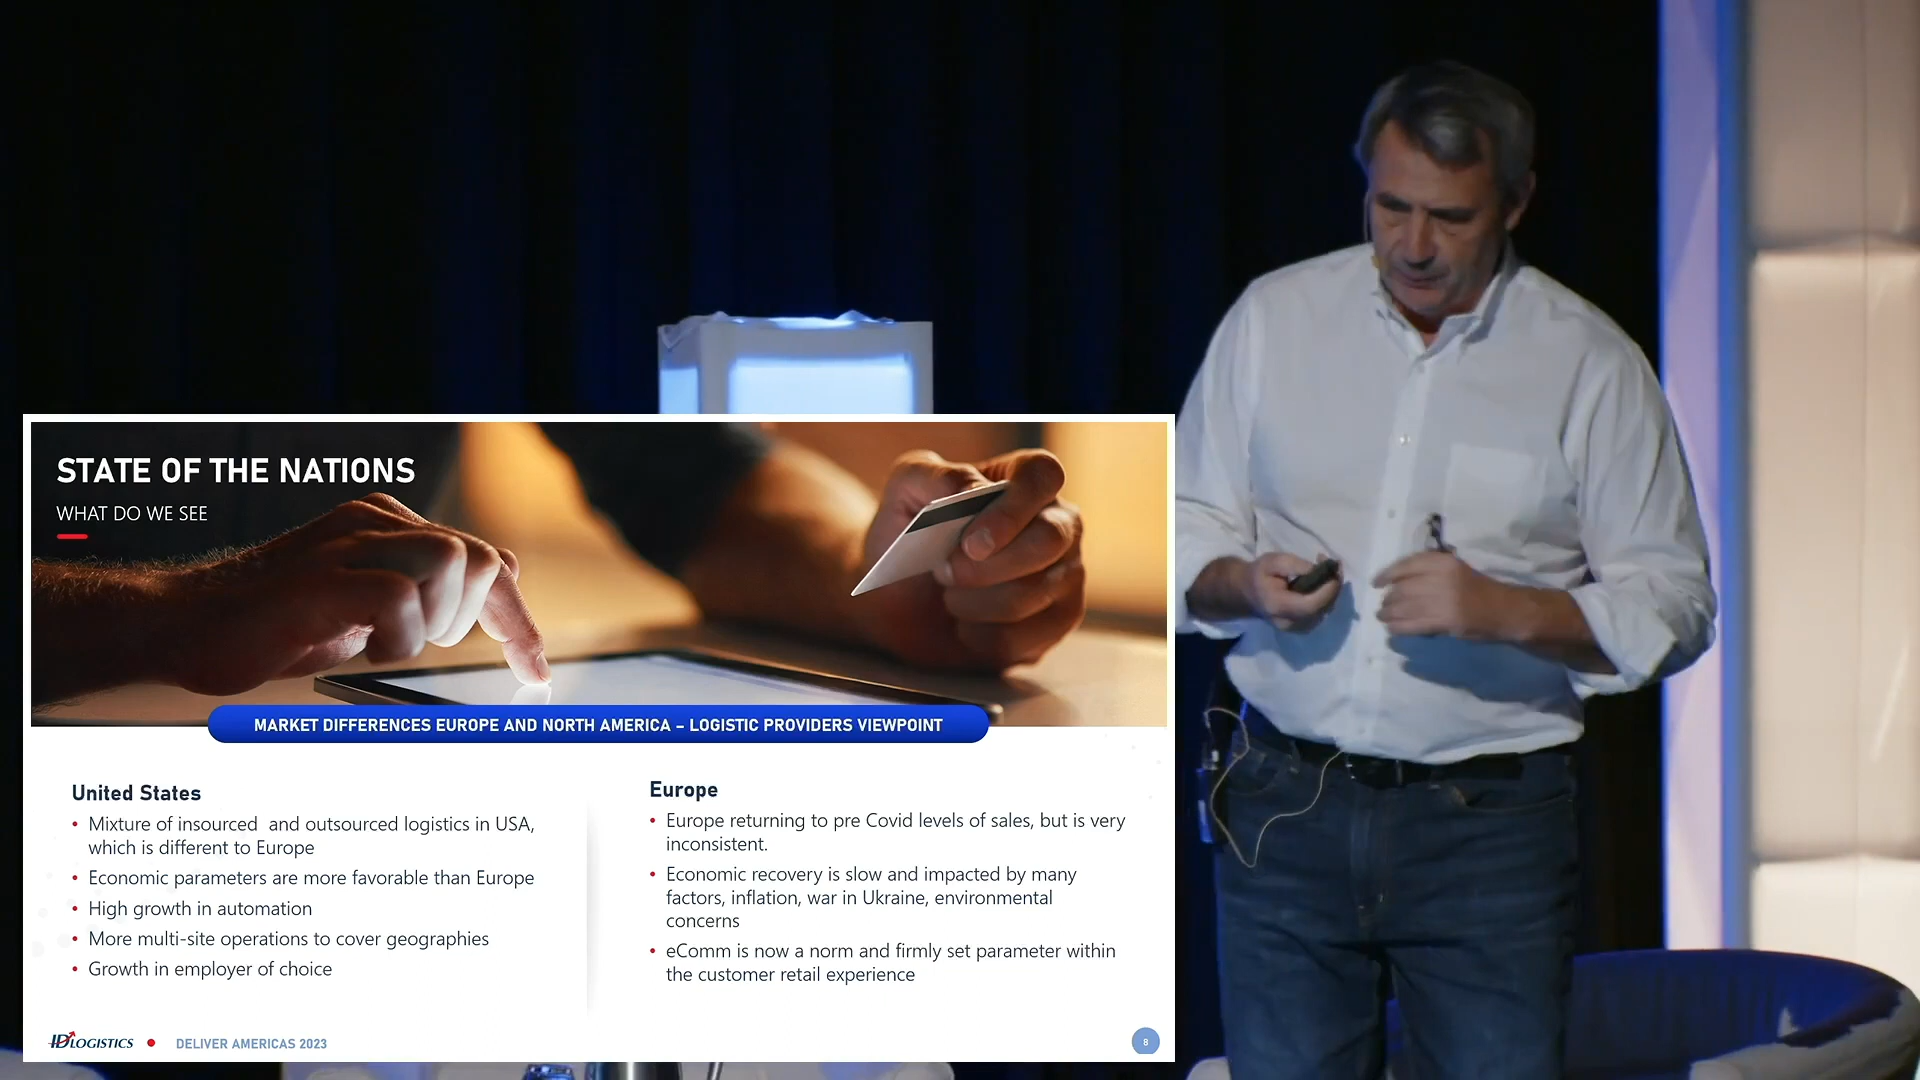 STATE OF THE NATIONS
WHAT DO WE SEE
MARKET DIFFERENCES EUROPE AND NORTH AMERICA – LOGISTIC PROVIDERS VIEWPOINT
United States
• Mixture of insourced  and outsourced logistics in USA,
which is different to Europe
• Economic parameters are more favorable than Europe
• High growth in automation
• More multi-site operations to cover geographies
• Growth in employer of choice
Europe
• Europe returning to pre Covid levels of sales, but is very
inconsistent.
• Economic recovery is slow and impacted by many
factors, inflation, war in Ukraine, environmental
concerns
• eComm is now a norm and firmly set parameter within
the customer retail experience
ID LOGISTICS • DELIVER AMERICAS 2023
8